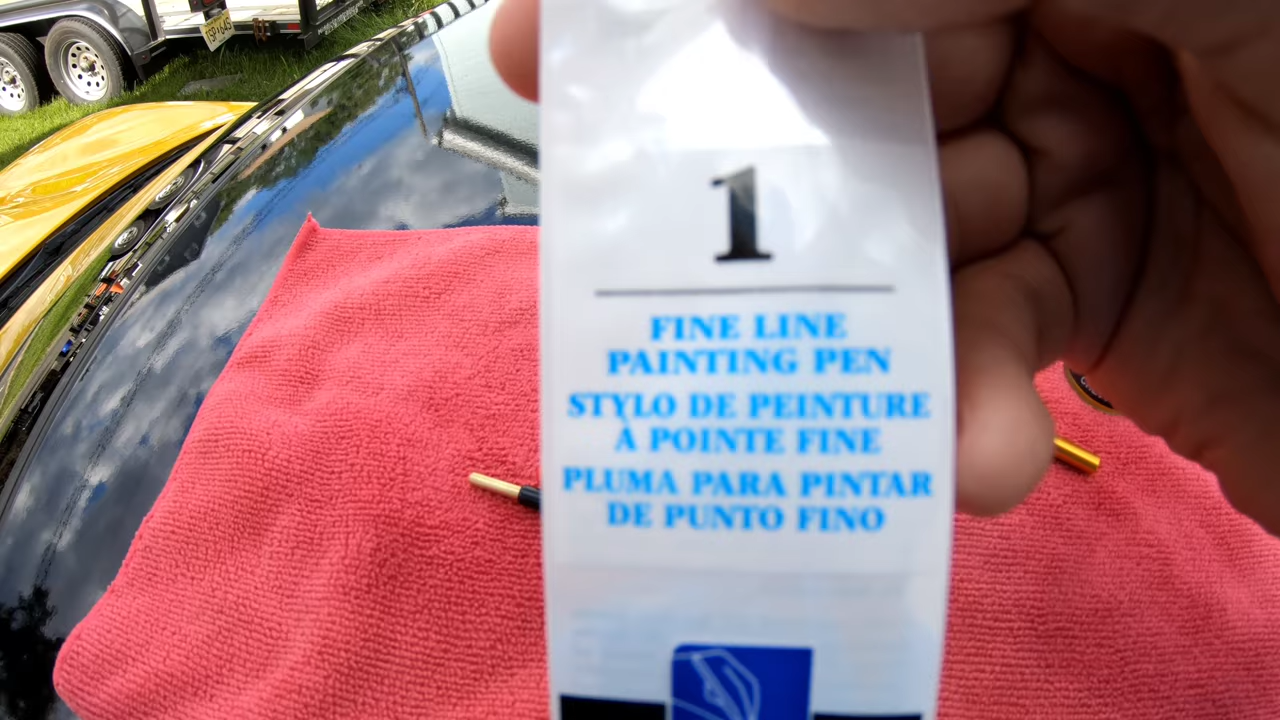 1
FINE LINE
PAINTING PEN
STYLO DE PEINTURE
À POINTE FINE
PLUMA PARA PINTAR
DE PUNTO FINO